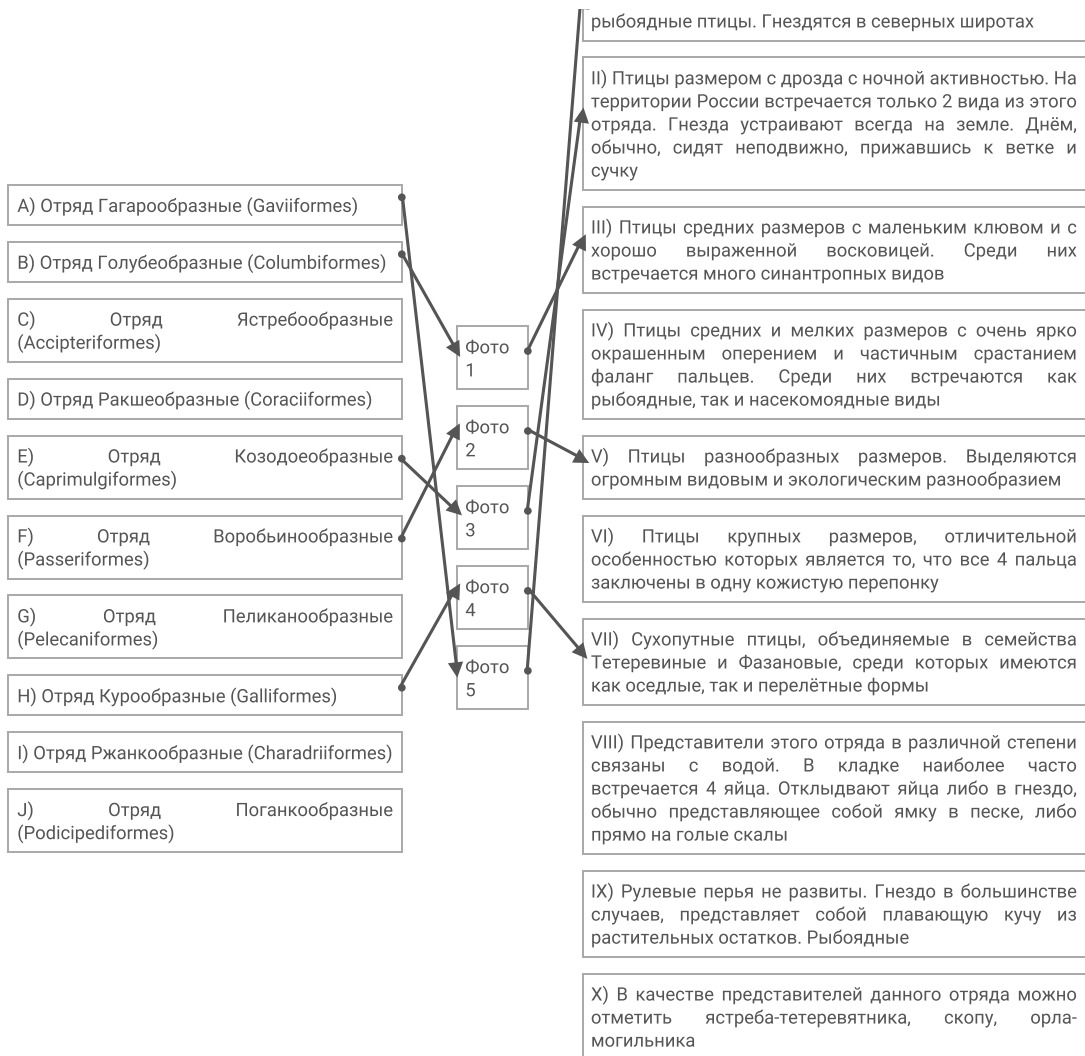 A) Отряд Гагарообразные (Gaviiformes)
B) Отряд Голубеобразные (Columbiformes)
C) Отряд Ястребообразные
(Accipteriformes)
D) Отряд Ракшеобразные (Coraciiformes)
E) Отряд Козодоеобразные
(Caprimulgiformes)
F) Отряд Воробьинообразные
(Passeriformes)
G) Отряд Пеликанообразные
(Pelecaniformes)
H) Отряд Курообразные (Galliformes)
I) Отряд Ржанкообразные (Charadriiformes)
J) Отряд Поганкообразные
(Podicipediformes)
Фото
1
Фото
2
Фото
3
Фото
4
Фото
5
рыбоядные птицы. Гнездятся в северных широтах
II) Птицы размером с дрозда с ночной активностью. На
территории России встречается только 2 вида из этого
отряда. Гнезда устраивают всегда на земле. Днём,
обычно, сидят неподвижно, прижавшись к ветке и
сучку
III) Птицы средних размеров с маленьким клювом и с
хорошо выраженной восковицей. Среди них
встречается много синантропных видов
IV) Птицы средних и мелких размеров с очень ярко
окрашенным оперением и частичным срастанием
фаланг пальцев. Среди них встречаются как
рыбоядные, так и насекомоядные виды
V) Птицы разнообразных размеров. Выделяются
огромным видовым и экологическим разнообразием
VI) Птицы крупных размеров, отличительной
особенностью которых является то, что все 4 пальца
заключены в одну кожистую перепонку
VII) Сухопутные птицы, объединяемые в семейства
Тетеревиные и Фазановые, среди которых имеются
как оседлые, так и перелётные формы
VIII) Представители этого отряда в различной степени
связаны с водой. В кладке наиболее часто
встречается 4 яйца. Отклыдвают яйца либо в гнездо,
обычно представляющее собой ямку в песке, либо
прямо на голые скалы
IX) Рулевые перья не развиты. Гнездо в большинстве
случаев, представляет собой плавающую кучу из
растительных остатков. Рыбоядные
X) В качестве представителей данного отряда можно
отметить ястреба-тетеревятника, скопу, орла-
могильника